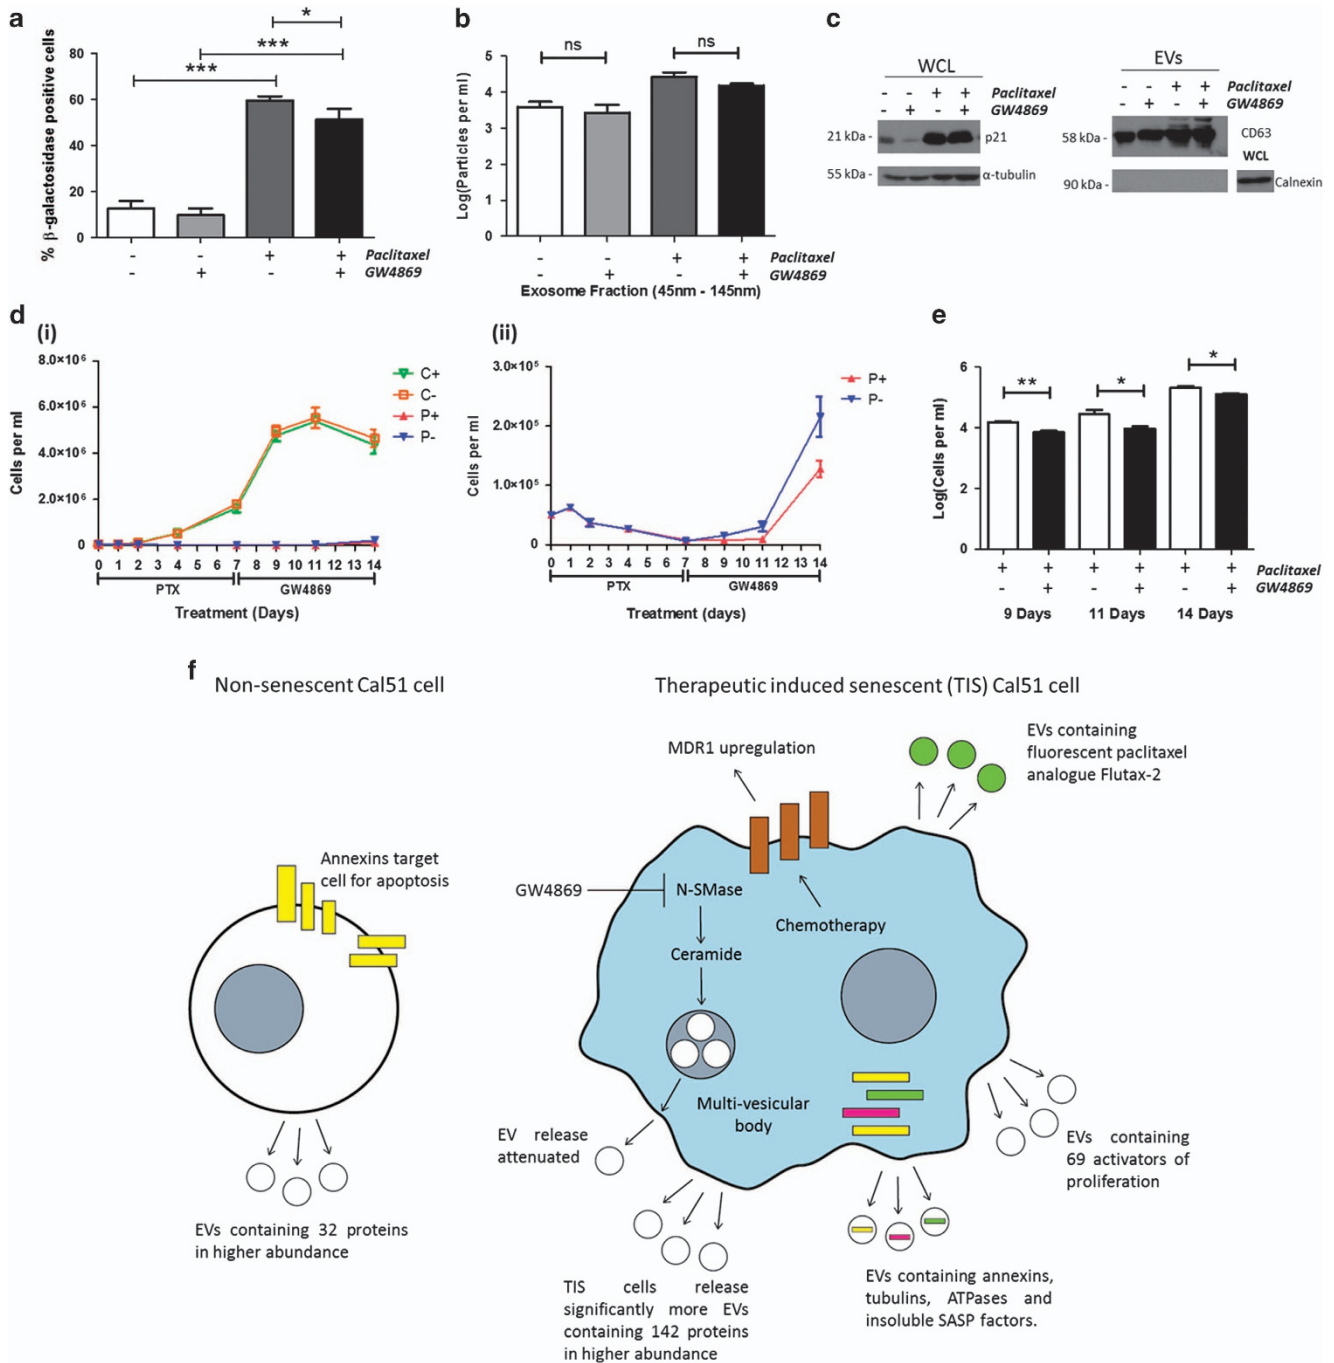 a
% β-galactosidase positive cells
80
60
40
20
0
***
***
*
- - + + Paclitaxel
- + - + GW4869
b
Log(Particles per ml)
5
4
3
2
1
0
ns
ns
- - + + Paclitaxel
- + - + GW4869
Exosome Fraction (45nm - 145nm)
c
WCL
- - + + Paclitaxel
- + - + GW4869
21 kDa - p21
55 kDa - α-tubulin
EVs
- - + + Paclitaxel
- + - + GW4869
58 kDa - CD63
WCL
90 kDa - Calnexin
d
(i)
Cells per ml
8.0×10⁶
6.0×10⁶
4.0×10⁶
2.0×10⁶
0
C+
C-
P+
P-
0 1 2 3 4 5 6 7 8 9 10 11 12 13 14
PTX GW4869
Treatment (Days)
(ii)
Cells per ml
3.0×10⁵
2.0×10⁵
1.0×10⁵
0
P+
P-
0 1 2 3 4 5 6 7 8 9 10 11 12 13 14
PTX GW4869
Treatment (days)
e
Log(Cells per ml)
6
4
2
0
**
*
*
+ + + + + + Paclitaxel
- + - + - + GW4869
9 Days 11 Days 14 Days
f
Non-senescent Cal51 cell
Annexins target
cell for apoptosis
EVs containing 32 proteins
in higher abundance
Therapeutic induced senescent (TIS) Cal51 cell
MDR1 upregulation
EVs containing
fluorescent paclitaxel
analogue Flutax-2
GW4869
N-SMase
Chemotherapy
Ceramide
Multi-vesicular
body
EV release
attenuated
EVs containing
69 activators of
proliferation
TIS cells release
significantly more EVs
containing 142 proteins
in higher abundance
EVs containing annexins,
tubulins, ATPases and
insoluble SASP factors.